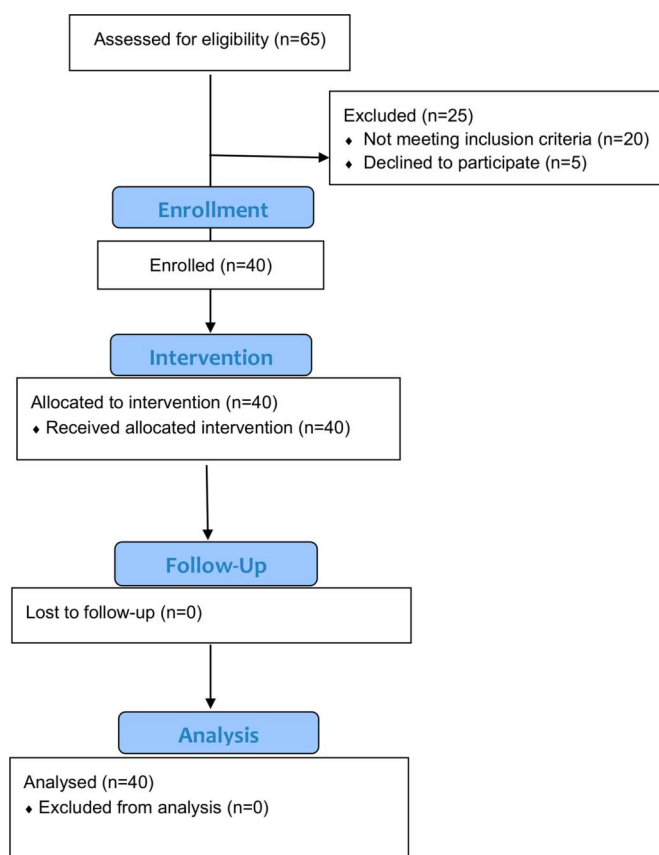 Assessed for eligibility (n=65)
Excluded (n=25)
♦ Not meeting inclusion criteria (n=20)
♦ Declined to participate (n=5)
Enrollment
Enrolled (n=40)
Intervention
Allocated to intervention (n=40)
♦ Received allocated intervention (n=40)
Follow-Up
Lost to follow-up (n=0)
Analysis
Analysed (n=40)
♦ Excluded from analysis (n=0)